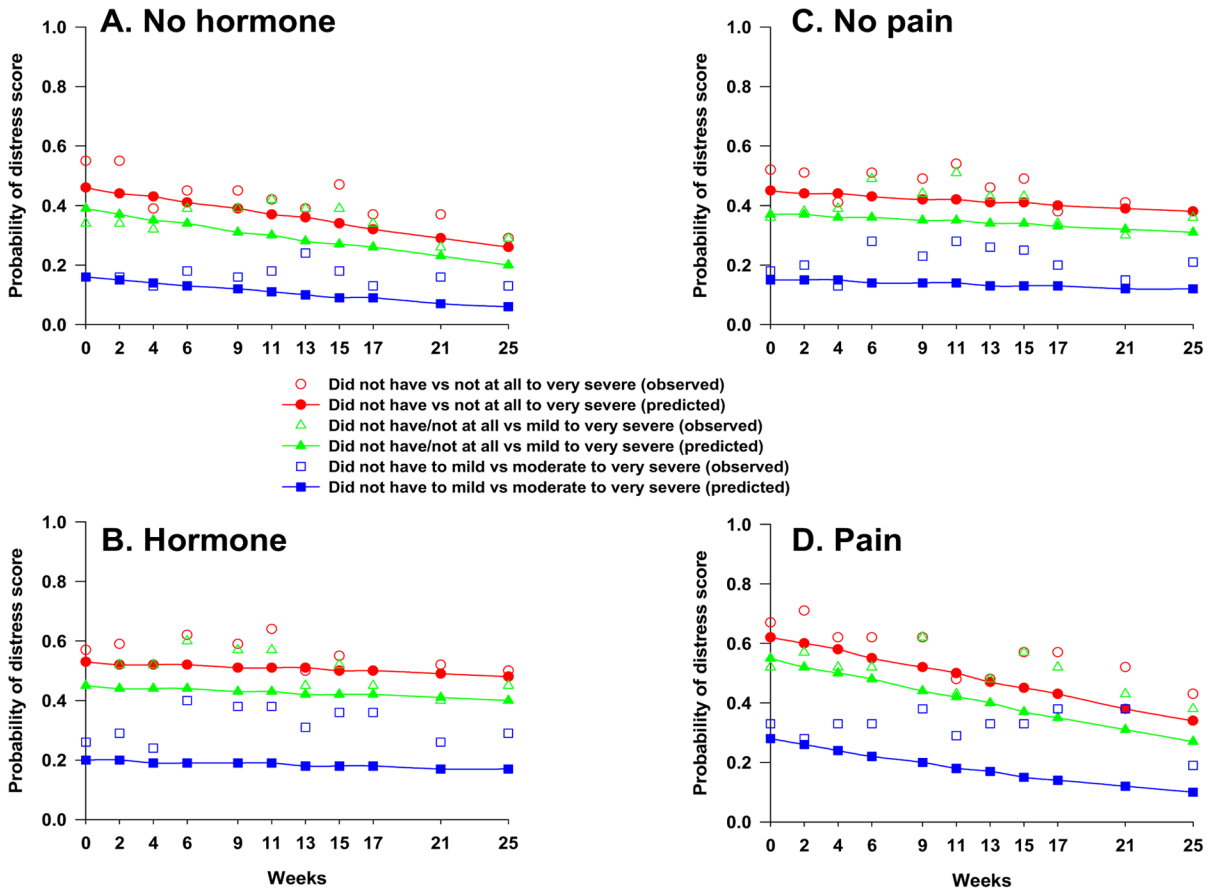 A. No hormone
Probability of distress score
1.0
0.8
0.6
0.4
0.2
0.0
0 2 4 6 9 11 13 15 17 21 25
C. No pain
Probability of distress score
1.0
0.8
0.6
0.4
0.2
0.0
0 2 4 6 9 11 13 15 17 21 25
Did not have vs not at all to very severe (observed)
Did not have vs not at all to very severe (predicted)
Did not have/not at all vs mild to very severe (observed)
Did not have/not at all vs mild to very severe (predicted)
Did not have to mild vs moderate to very severe (observed)
Did not have to mild vs moderate to very severe (predicted)
B. Hormone
Probability of distress score
1.0
0.8
0.6
0.4
0.2
0.0
0 2 4 6 9 11 13 15 17 21 25
Weeks
D. Pain
Probability of distress score
1.0
0.8
0.6
0.4
0.2
0.0
0 2 4 6 9 11 13 15 17 21 25
Weeks